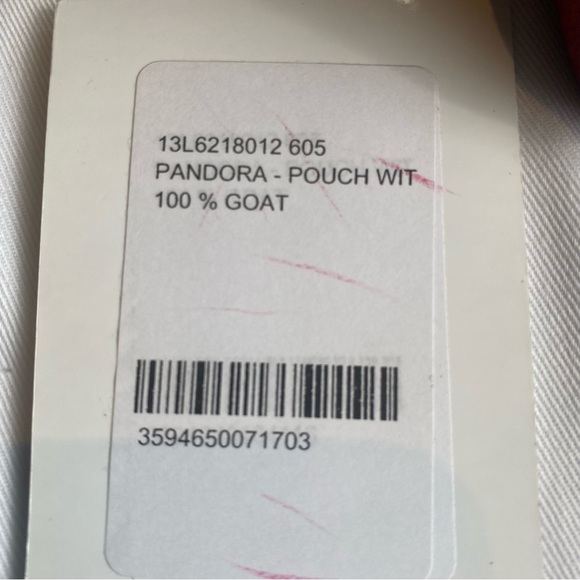 13L6218012 605
PANDORA - POUCH WIT
100 % GOAT
3594650071703